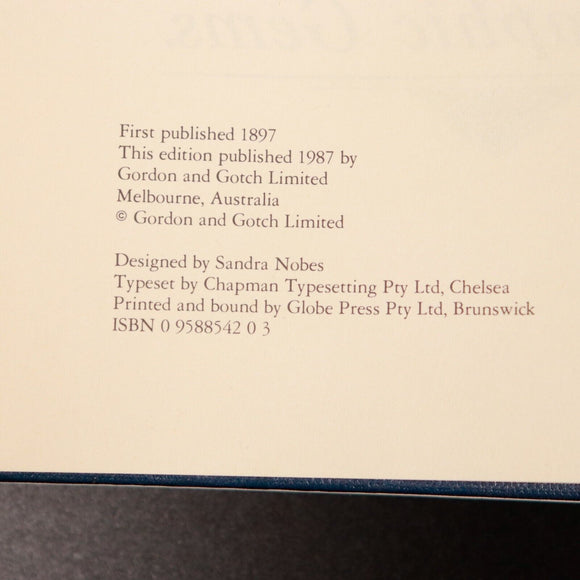 First published 1897
This edition published 1987 by
Gordon and Gotch Limited
Melbourne, Australia
© Gordon and Gotch Limited
Designed by Sandra Nobes
Typeset by Chapman Typesetting Pty Ltd, Chelsea
Printed and bound by Globe Press Pty Ltd, Brunswick
ISBN 0 9588542 0 3